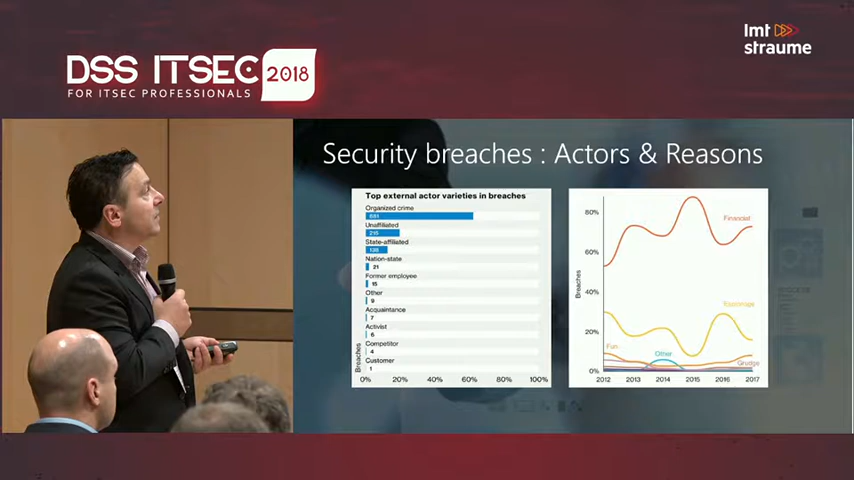 DSS ITSEC 2018
FOR ITSEC PROFESSIONALS
lmt
straume
Security breaches : Actors & Reasons
Top external actor varieties in breaches
Organized crime
681
Unaffiliated
215
State-affiliated
138
Nation-state
21
Former employee
15
Other
9
Acquaintance
7
Activist
6
Competitor
4
Customer
1
Breaches
0% 20% 40% 60% 80% 100%
80%
60%
40%
20%
0%
Breaches
Financial
Espionage
Fun
Other
Grudge
2012 2013 2014 2015 2016 2017